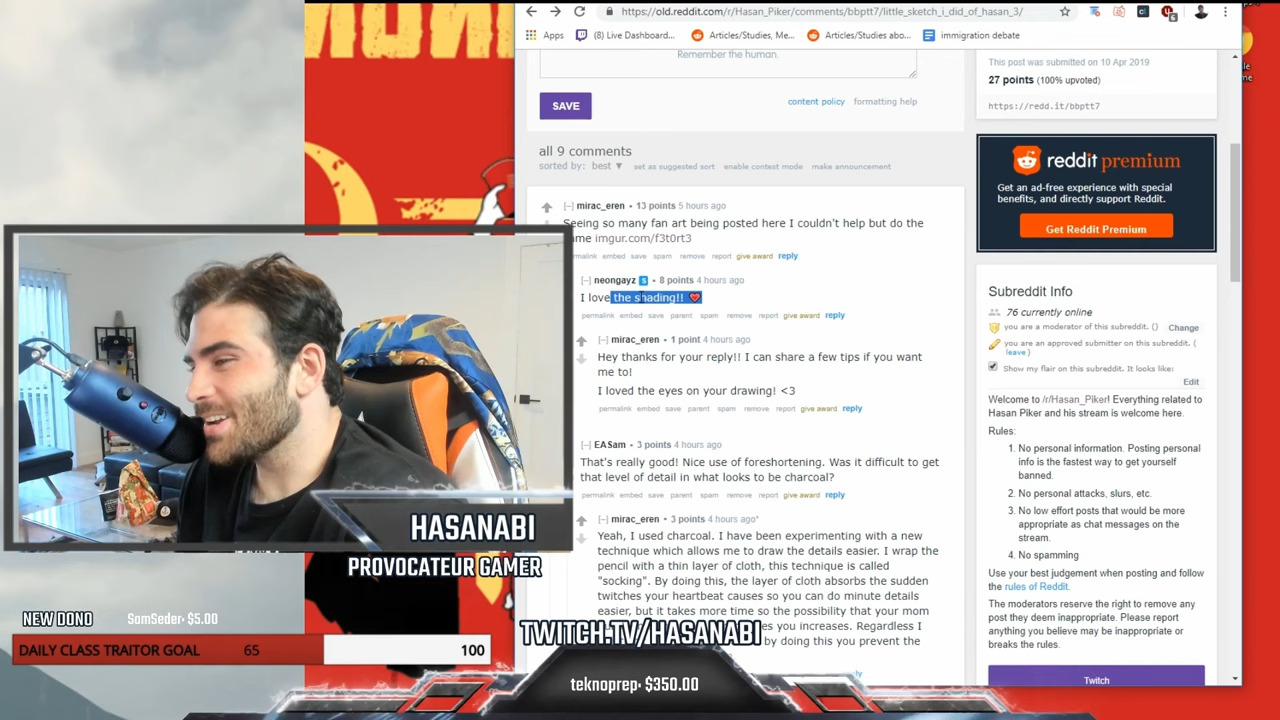 https://old.reddit.com/r/Hasan_Piker/comments/bbptt7/little_sketch_i_did_of_hasan_3/
Apps
(8) Live Dashboard...
Articles/Studies, Me...
Articles/Studies abo...
immigration debate
Remember the human.
SAVE
content policy
formatting help
all 9 comments
sorted by: best ▼
set as suggested sort
enable contest mode
make announcement
[–] mirac_eren • 13 points 5 hours ago
Seeing so many fan art being posted here I couldn't help but do the
me imgur.com/f3t0rt3
malink embed save spam remove report give award reply
[–] neongayz S • 8 points 4 hours ago
I love the shading!! ❤
permalink embed save parent spam remove report give award reply
[–] mirac_eren • 1 point 4 hours ago
Hey thanks for your reply!! I can share a few tips if you want
me to!
I loved the eyes on your drawing! <3
permalink embed save parent spam remove report give award reply
[–] EASam • 3 points 4 hours ago
That's really good! Nice use of foreshortening. Was it difficult to get
that level of detail in what looks to be charcoal?
permalink embed save parent spam remove report give award reply
[–] mirac_eren • 3 points 4 hours ago*
Yeah, I used charcoal. I have been experimenting with a new
technique which allows me to draw the details easier. I wrap the
pencil with a thin layer of cloth, this technique is called
"socking". By doing this, the layer of cloth absorbs the sudden
twitches your heartbeat causes so you can do minute details
easier, but it takes more time so the possibility that your mom
es you increases. Regardless I
by doing this you prevent the
This post was submitted on 10 Apr 2019
27 points (100% upvoted)
https://redd.it/bbptt7
reddit premium
Get an ad-free experience with special
benefits, and directly support Reddit.
Get Reddit Premium
Subreddit Info
76 currently online
you are a moderator of this subreddit. ()
Change
you are an approved submitter on this subreddit. (
leave)
Show my flair on this subreddit. It looks like:
Edit
Welcome to /r/Hasan_Piker! Everything related to
Hasan Piker and his stream is welcome here.
Rules:
1. No personal information. Posting personal
info is the fastest way to get yourself
banned.
2. No personal attacks, slurs, etc.
3. No low effort posts that would be more
appropriate as chat messages on the
stream.
4. No spamming
Use your best judgement when posting and follow
the rules of Reddit.
The moderators reserve the right to remove any
post they deem inappropriate. Please report
anything you believe may be inappropriate or
breaks the rules.
Twitch
HASANABI
PROVOCATEUR GAMER
NEW DONO
SamSeder: $5.00
DAILY CLASS TRAITOR GOAL
65
100
TWITCH.TV/HASANABI
teknoprep: $350.00